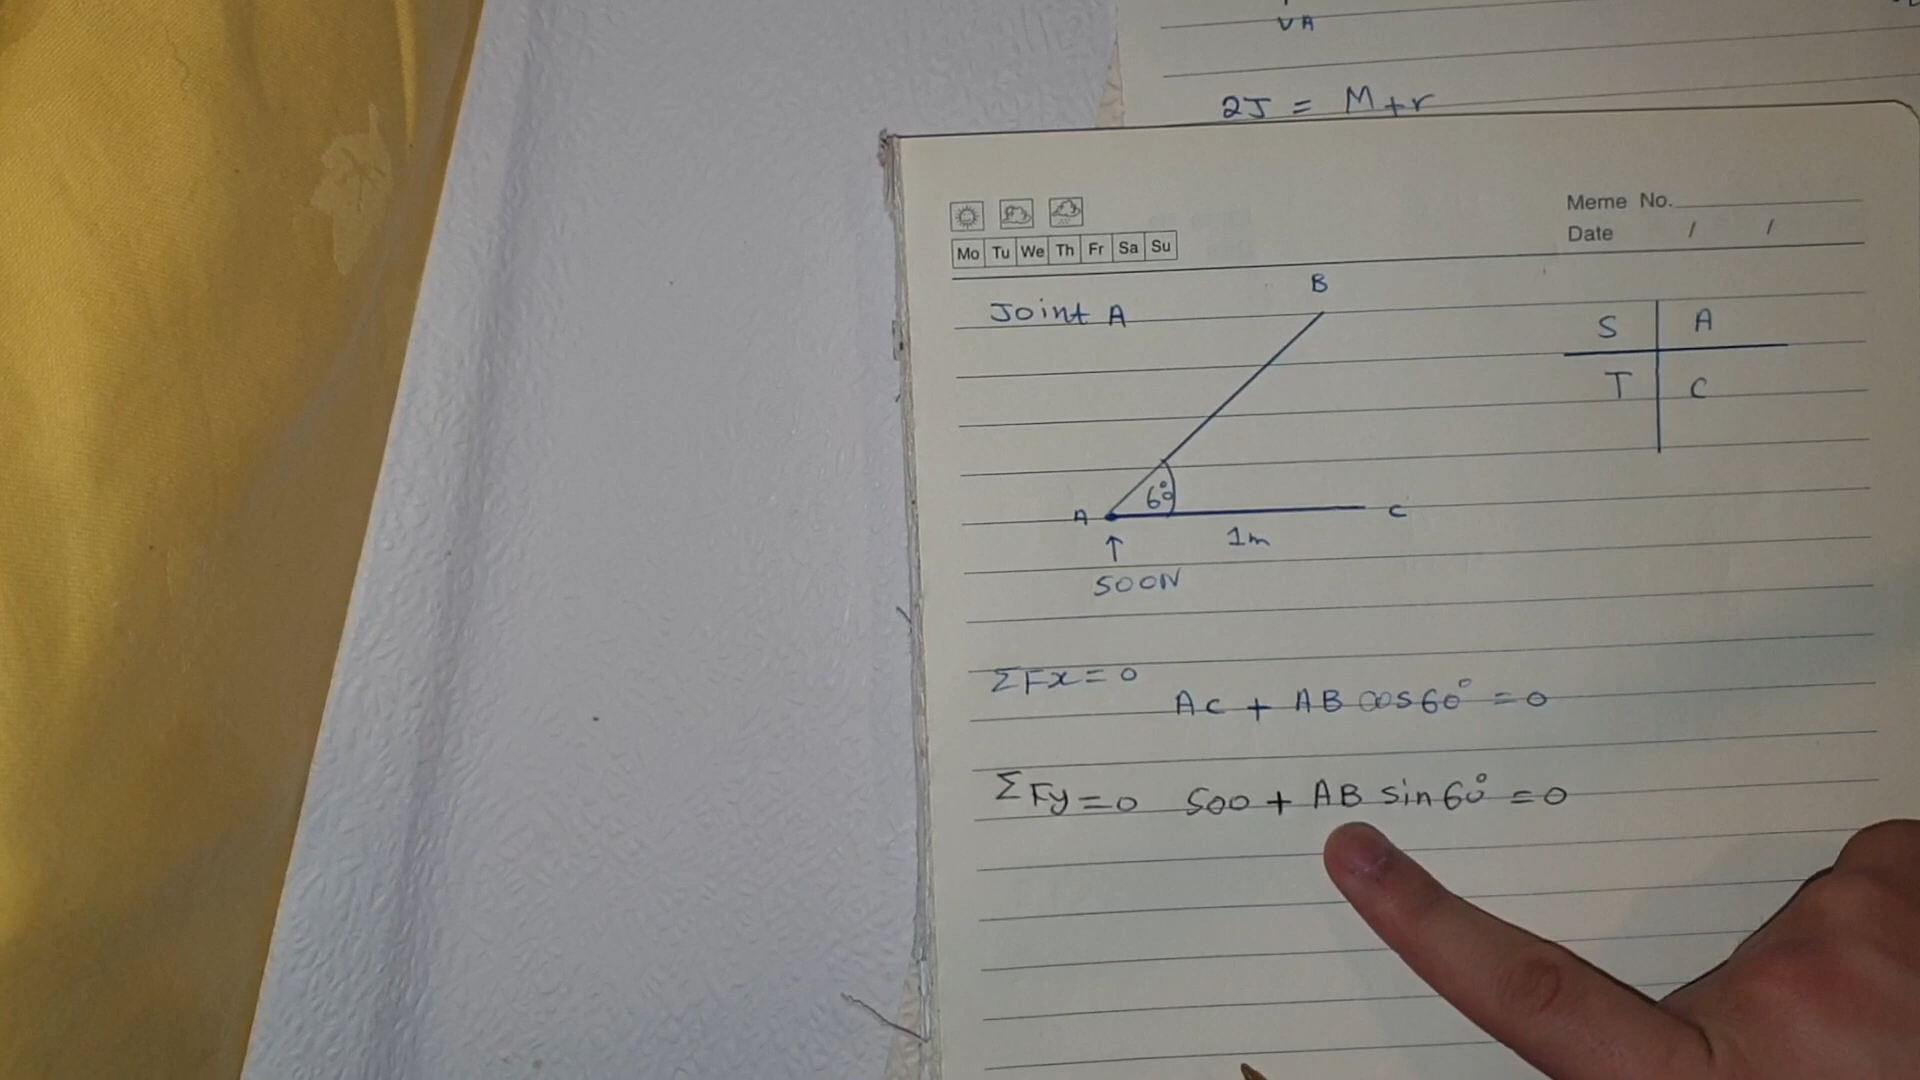 VA
2J = M+r
Meme No.
Date / /
Mo Tu We Th Fr Sa Su
Joint A
B
S A
T C
60°
A C
1m
500N
ΣFx=0
AC + AB cos60° = 0
ΣFy=0 500 + AB sin60° = 0